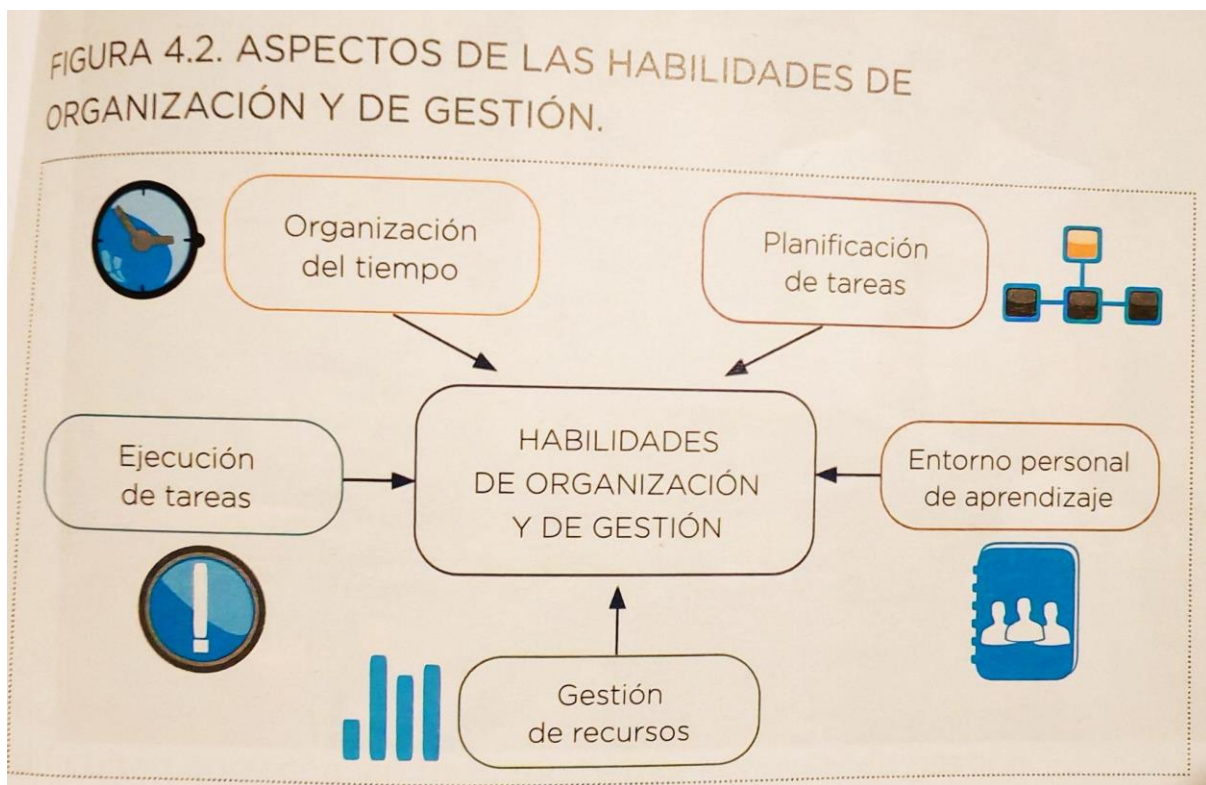 FIGURA 4.2. ASPECTOS DE LAS HABILIDADES DE
ORGANIZACIÓN Y DE GESTIÓN.
Organización
del tiempo
Planificación
de tareas
Ejecución
de tareas
HABILIDADES
DE ORGANIZACIÓN
Y DE GESTIÓN
Entorno personal
de aprendizaje
Gestión
de recursos